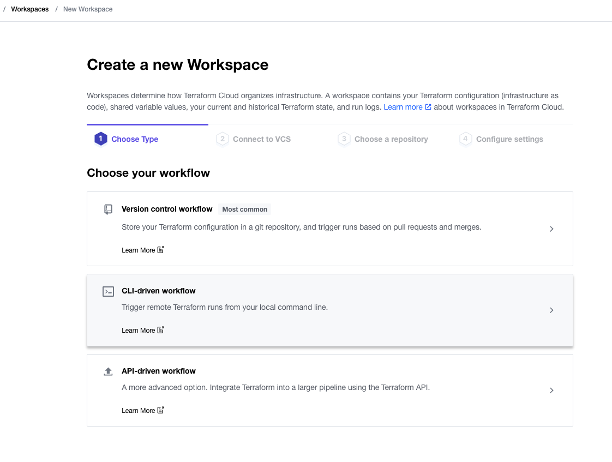 / Workspaces / New Workspace
Create a new Workspace
Workspaces determine how Terraform Cloud organizes infrastructure. A workspace contains your Terraform configuration (infrastructure as
code), shared variable values, your current and historical Terraform state, and run logs. Learn more about workspaces in Terraform Cloud.
1 Choose Type 2 Connect to VCS 3 Choose a repository 4 Configure settings
Choose your workflow
Version control workflow Most common
Store your Terraform configuration in a git repository, and trigger runs based on pull requests and merges.
Learn More
CLI-driven workflow
Trigger remote Terraform runs from your local command line.
Learn More
API-driven workflow
A more advanced option. Integrate Terraform into a larger pipeline using the Terraform API.
Learn More